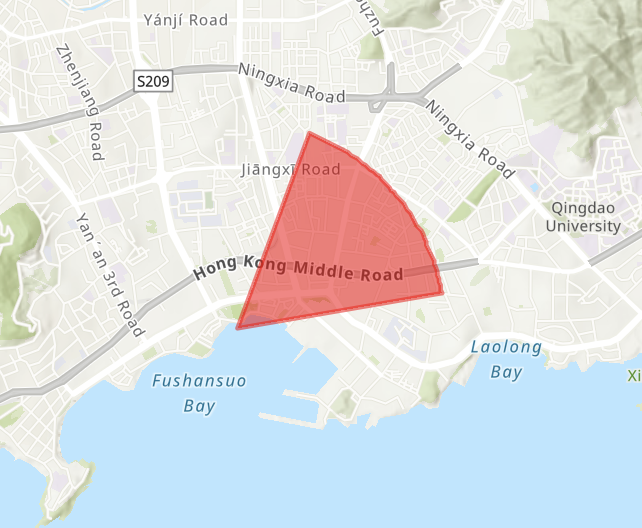 Yánjí Road
Fuzho
Zhenjiang Road
S209
Ningxia Road
Ningxia Road
Jiāngxī Road
Qingdao
University
Yan´an 3rd Road
Hong Kong Middle Road
Laolong
Bay
Fushansuo
Bay
Xi